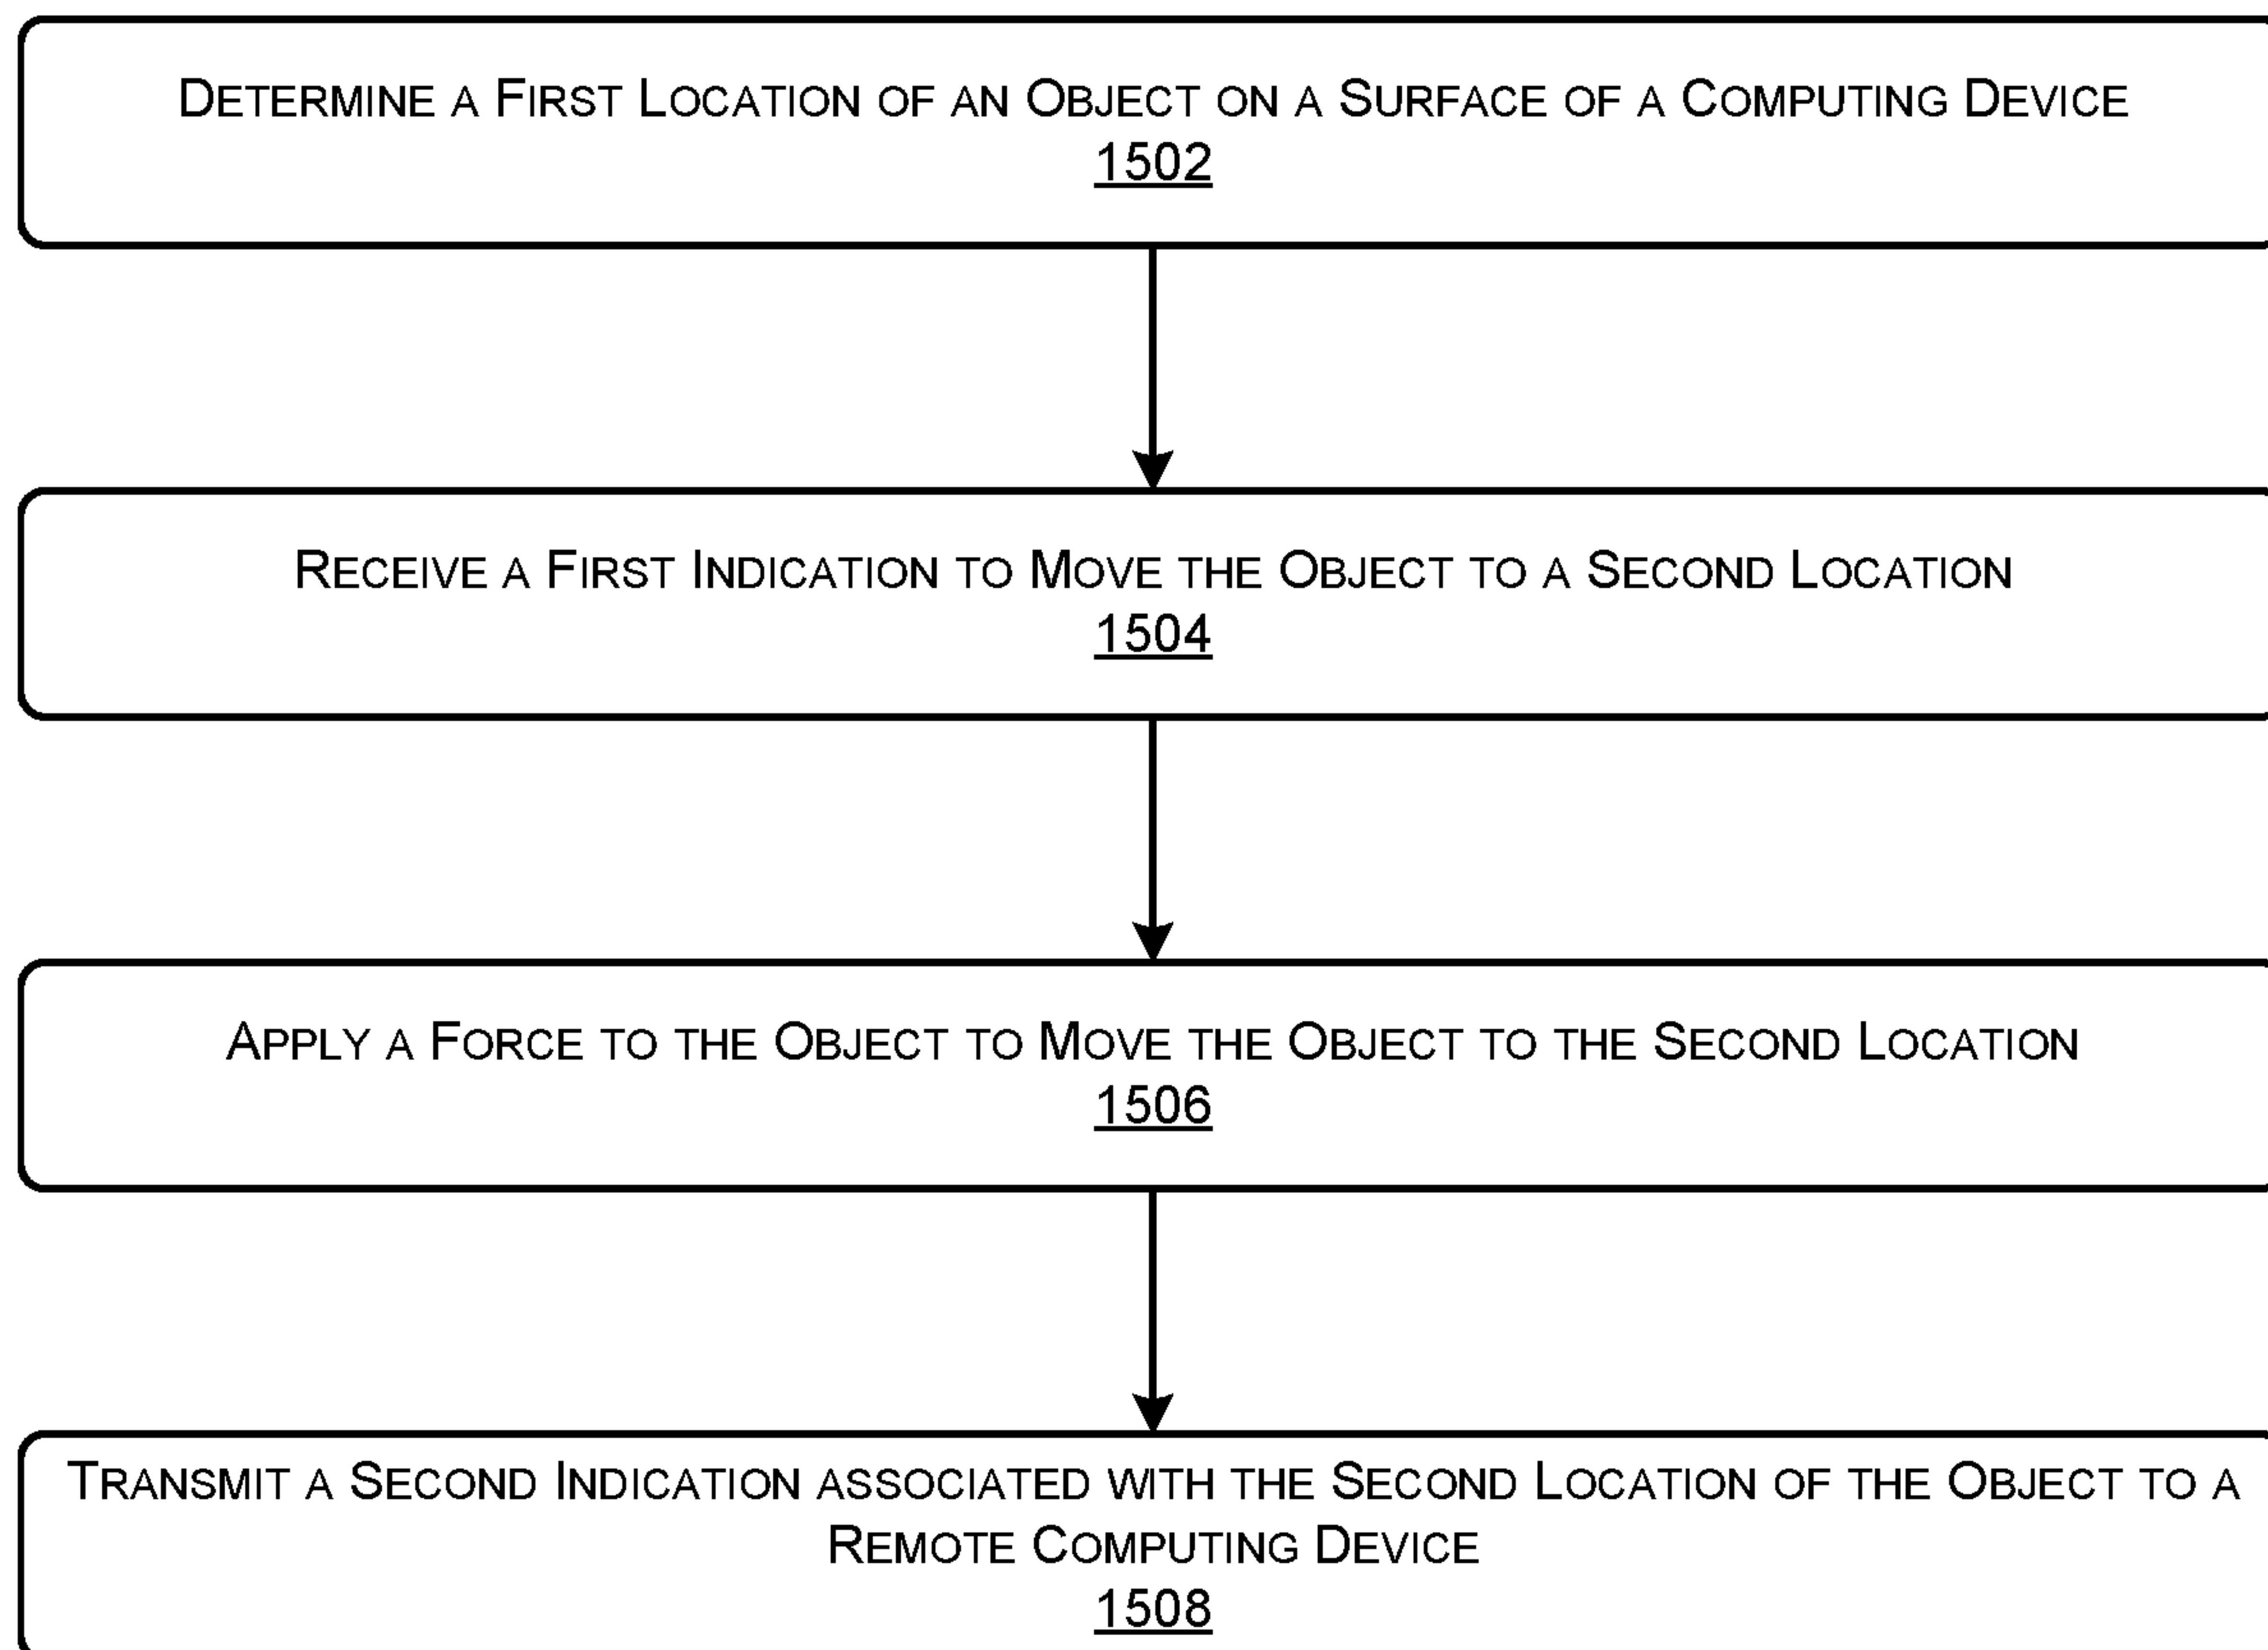 DETERMINE A FIRST LOCATION OF AN OBJECT ON A SURFACE OF A COMPUTING DEVICE
1502
RECEIVE A FIRST INDICATION TO MOVE THE OBJECT TO A SECOND LOCATION
1504
APPLY A FORCE TO THE OBJECT TO MOVE THE OBJECT TO THE SECOND LOCATION
1506
TRANSMIT A SECOND INDICATION ASSOCIATED WITH THE SECOND LOCATION OF THE OBJECT TO A
REMOTE COMPUTING DEVICE
1508